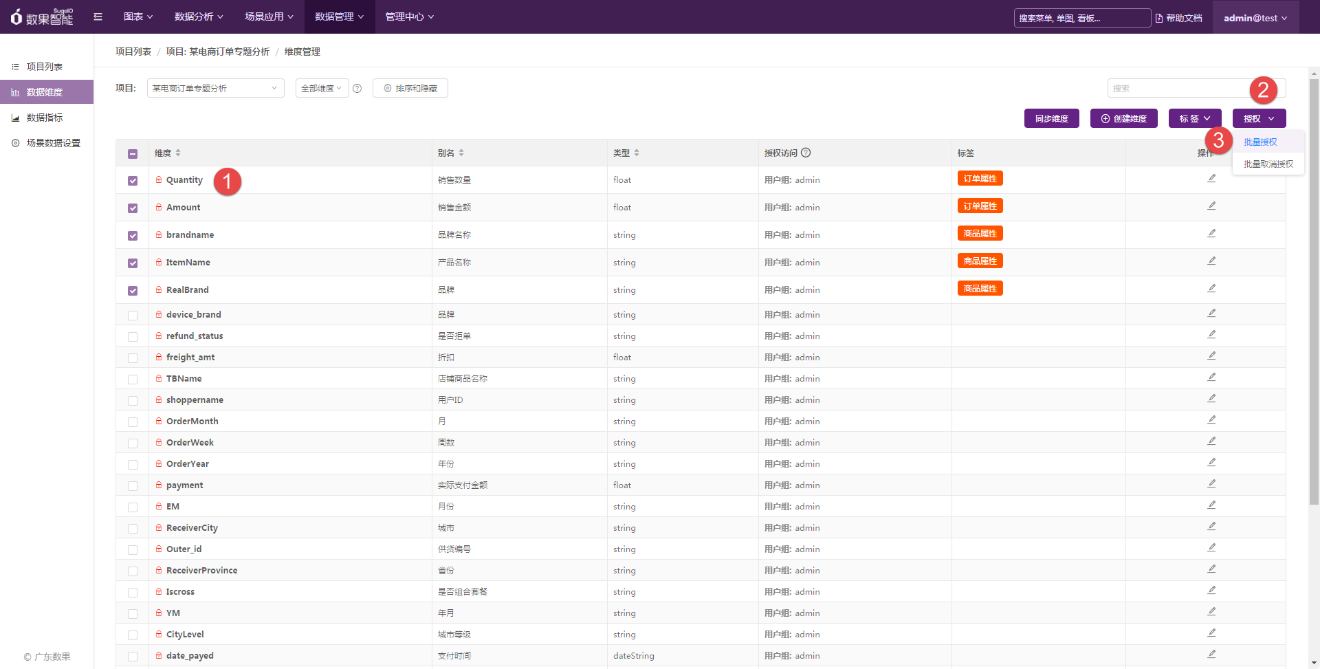 数果智能 SugoIO 图表 数据分析 场景应用 数据管理 管理中心 搜索菜单, 单图, 看板... 帮助文档 admin@test
项目列表 / 项目: 某电商订单专题分析 / 维度管理
项目列表
数据维度
数据指标
场景数据设置
项目: 某电商订单专题分析 全部维度 排序和隐藏 搜索
2
同步维度 创建维度 标签 授权
3 批量授权
批量取消授权
维度 别名 类型 授权访问 标签 操作
Quantity 1 销售数量 float 用户组: admin 订单属性
Amount 销售金额 float 用户组: admin 订单属性
brandname 品牌名称 string 用户组: admin 商品属性
ItemName 产品名称 string 用户组: admin 商品属性
RealBrand 品牌 string 用户组: admin 商品属性
device_brand 品牌 string 用户组: admin
refund_status 是否拒单 string 用户组: admin
freight_amt 折扣 float 用户组: admin
TBName 店铺商品名称 string 用户组: admin
shoppername 用户ID string 用户组: admin
OrderMonth 月 string 用户组: admin
OrderWeek 周数 string 用户组: admin
OrderYear 年份 string 用户组: admin
payment 实际支付金额 float 用户组: admin
EM 月份 string 用户组: admin
ReceiverCity 城市 string 用户组: admin
Outer_id 供货编号 string 用户组: admin
ReceiverProvince 省份 string 用户组: admin
Iscross 是否组合套餐 string 用户组: admin
YM 年月 string 用户组: admin
CityLevel 城市等级 string 用户组: admin
date_payed 支付时间 dateString 用户组: admin
© 广东数果